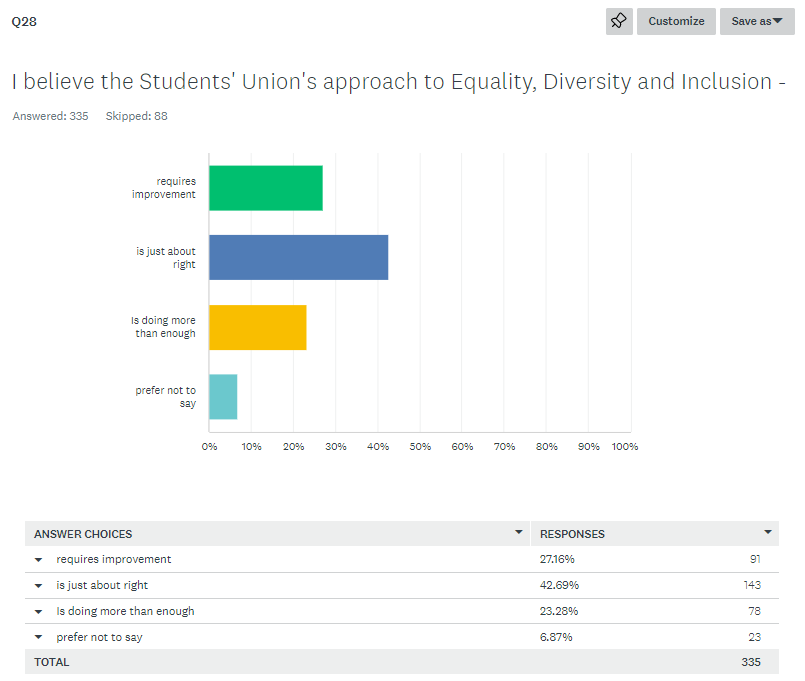 Q28
Customize
Save as
I believe the Students' Union's approach to Equality, Diversity and Inclusion -
Answered: 335 Skipped: 88
requires
improvement
is just about
right
Is doing more
than enough
prefer not to
say
0% 10% 20% 30% 40% 50% 60% 70% 80% 90% 100%
ANSWER CHOICES RESPONSES
requires improvement 27.16% 91
is just about right 42.69% 143
Is doing more than enough 23.28% 78
prefer not to say 6.87% 23
TOTAL 335